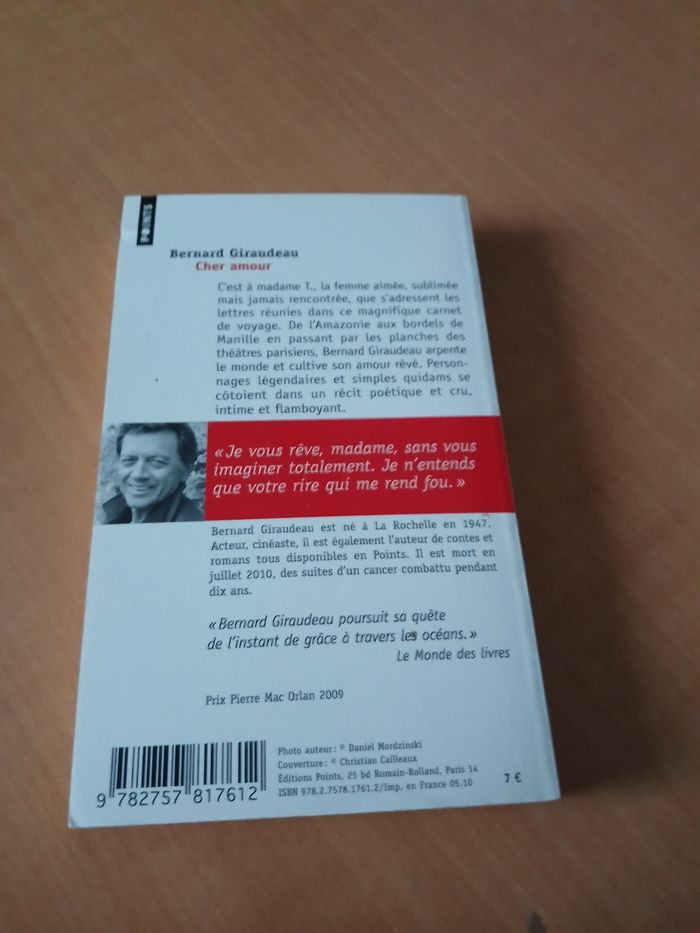 POINTS
Bernard Giraudeau
Cher amour
C'est à madame T., la femme aimée, sublimée
mais jamais rencontrée, que s'adressent les
lettres réunies dans ce magnifique carnet
de voyage. De l'Amazonie aux bordels de
Manille en passant par les planches des
théâtres parisiens, Bernard Giraudeau arpente
le monde et cultive son amour rêvé. Person-
nages légendaires et simples quidams se
côtoient dans un récit poétique et cru,
intime et flamboyant.
« Je vous rêve, madame, sans vous
imaginer totalement. Je n'entends
que votre rire qui me rend fou. »
Bernard Giraudeau est né à La Rochelle en 1947.
Acteur, cinéaste, il est également l'auteur de contes et
romans tous disponibles en Points. Il est mort en
juillet 2010, des suites d'un cancer combattu pendant
dix ans.
« Bernard Giraudeau poursuit sa quête
de l'instant de grâce à travers les océans. »
Le Monde des livres
Prix Pierre Mac Orlan 2009
Photo auteur : © Daniel Mordzinski
Couverture : © Christian Cailleaux
Éditions Points, 25 bd Romain-Rolland, Paris 14
ISBN 978.2.7578.1761.2/Imp. en France 05.10
7 €
9 782757 817612